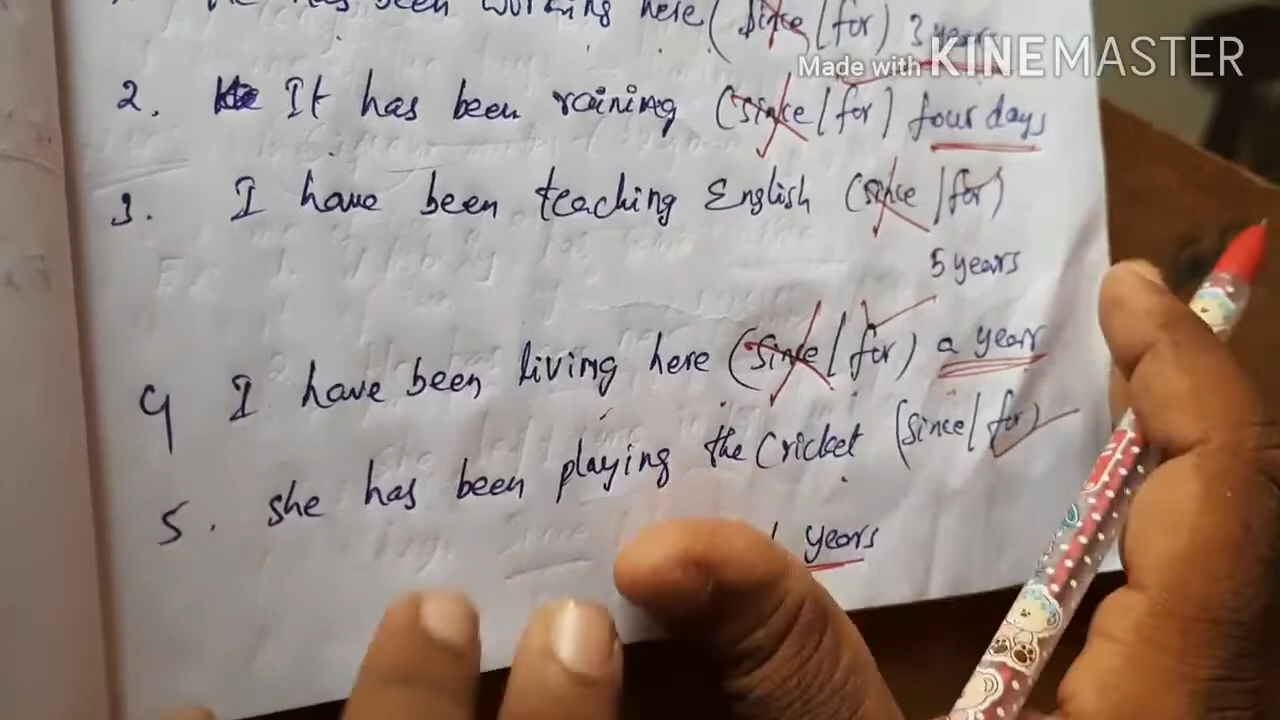 has been working here (since/for) 3 years
Made with KINEMASTER
2. It has been raining (since/for) four days
3. I have been teaching English (since/for)
5 years
4 I have been living here (since/for) a year
5. she has been playing the cricket (since/for)
years